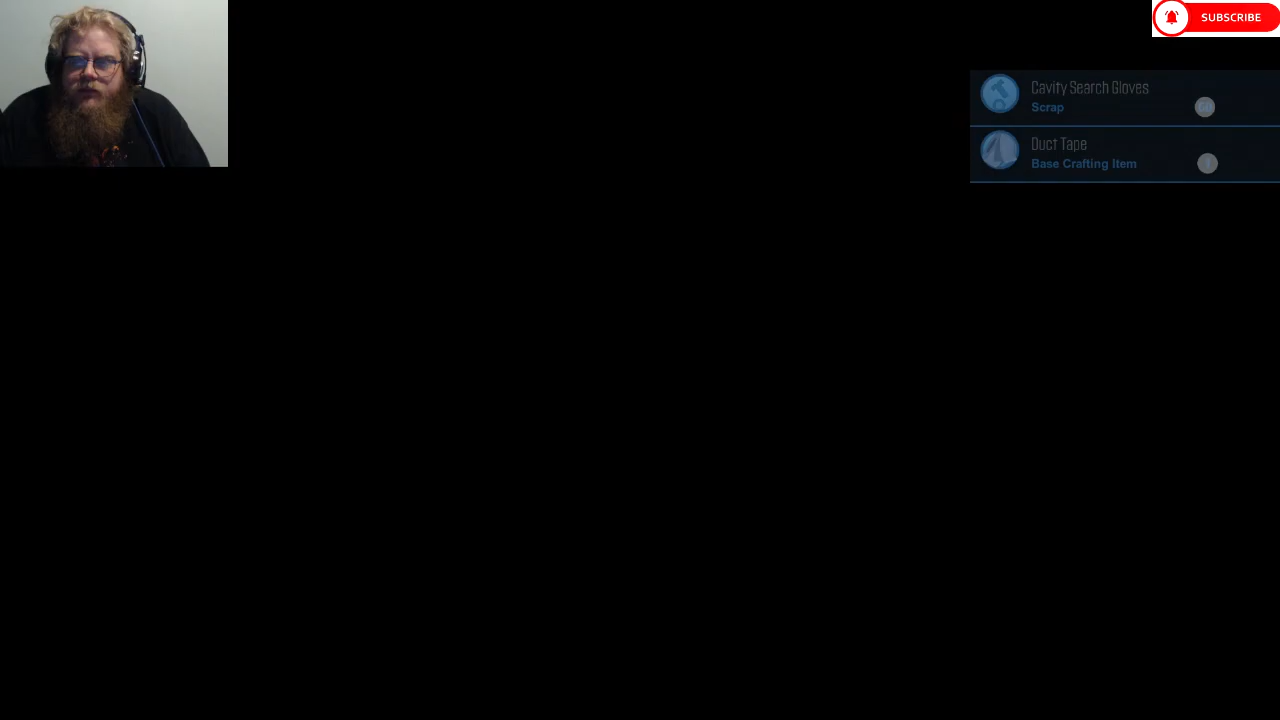 SUBSCRIBE
Cavity Search Gloves
Scrap
Duct Tape
Base Crafting Item